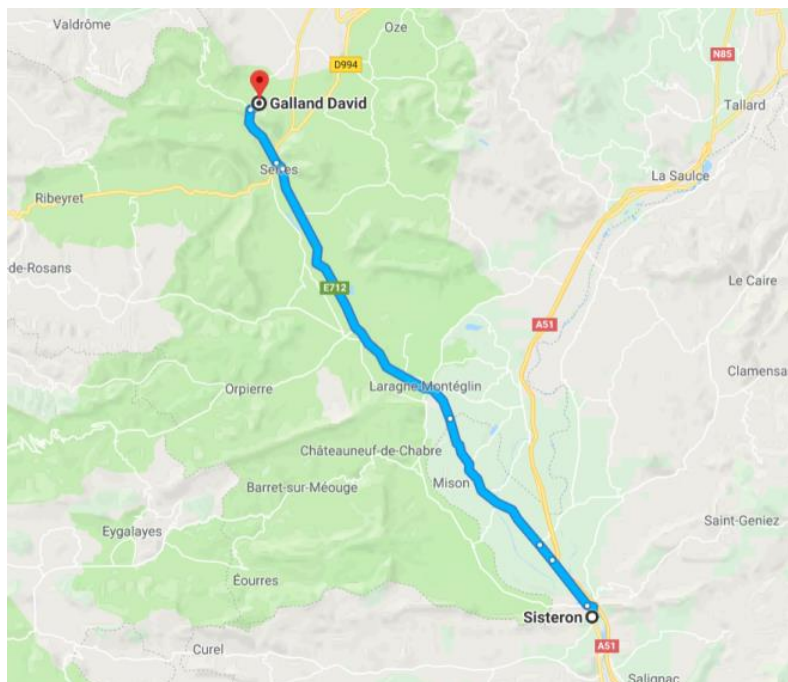 Valdrôme
Oze
N85
D994
Galland David
Tallard
Serres
La Saulce
Ribeyret
de-Rosans
Le Caire
E712
A51
Clamensa
Orpierre
Laragne-Montéglin
Châteauneuf-de-Chabre
Mison
Barret-sur-Méouge
Saint-Geniez
Eygalayes
Éourres
Sisteron
A51
Curel
Salignac